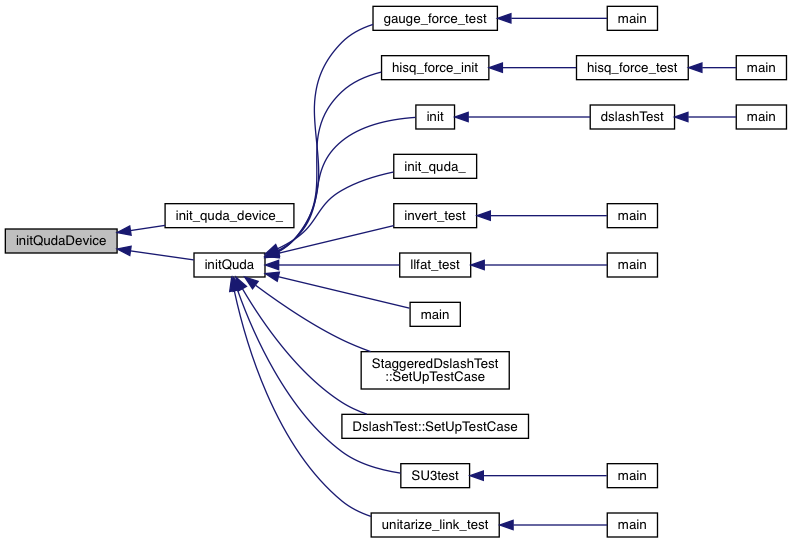 gauge_force_test
main
hisq_force_init
hisq_force_test
main
init
dslashTest
main
init_quda_
init_quda_device_
invert_test
main
initQudaDevice
initQuda
llfat_test
main
main
StaggeredDslashTest
::SetUpTestCase
DslashTest::SetUpTestCase
SU3test
main
unitarize_link_test
main